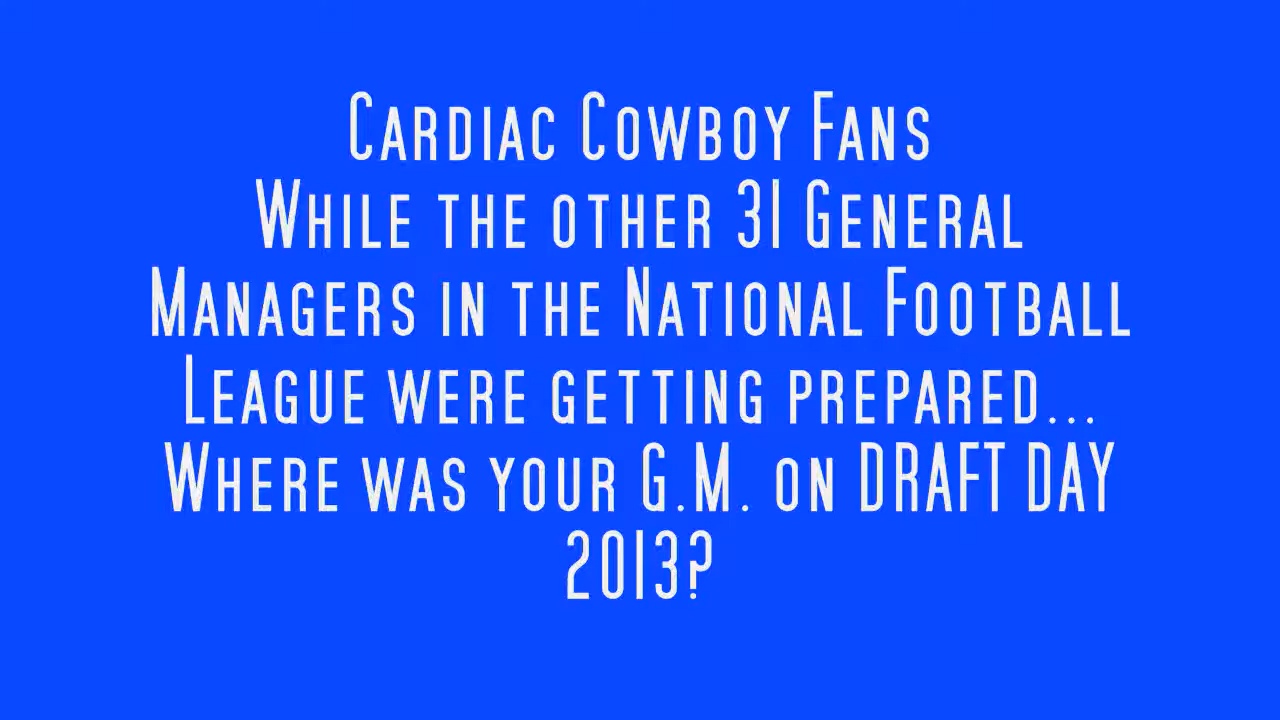 Cardiac Cowboy Fans
While the other 31 General
Managers in the National Football
League were getting prepared...
Where was your G.M. on DRAFT DAY
2013?